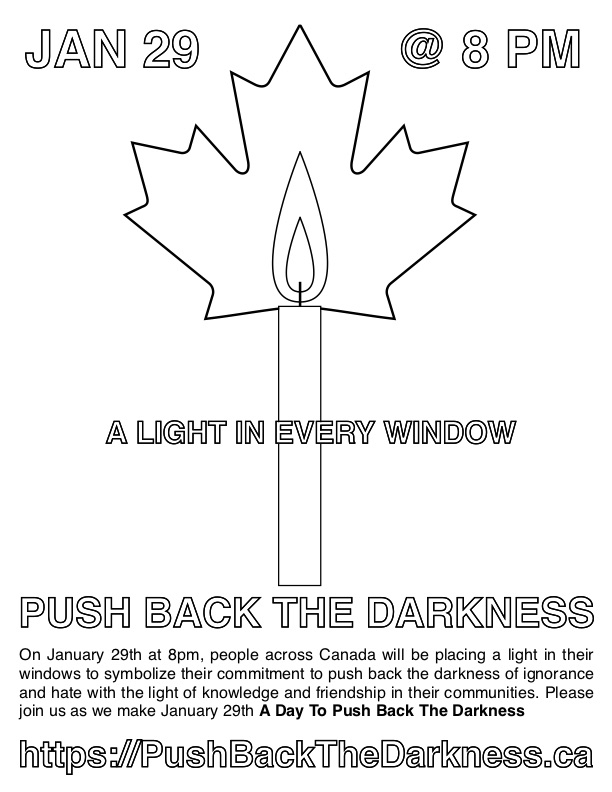 JAN 29 @ 8 PM
A LIGHT IN EVERY WINDOW
PUSH BACK THE DARKNESS
On January 29th at 8pm, people across Canada will be placing a light in their
windows to symbolize their commitment to push back the darkness of ignorance
and hate with the light of knowledge and friendship in their communities. Please
join us as we make January 29th A Day To Push Back The Darkness
https://PushBackTheDarkness.ca